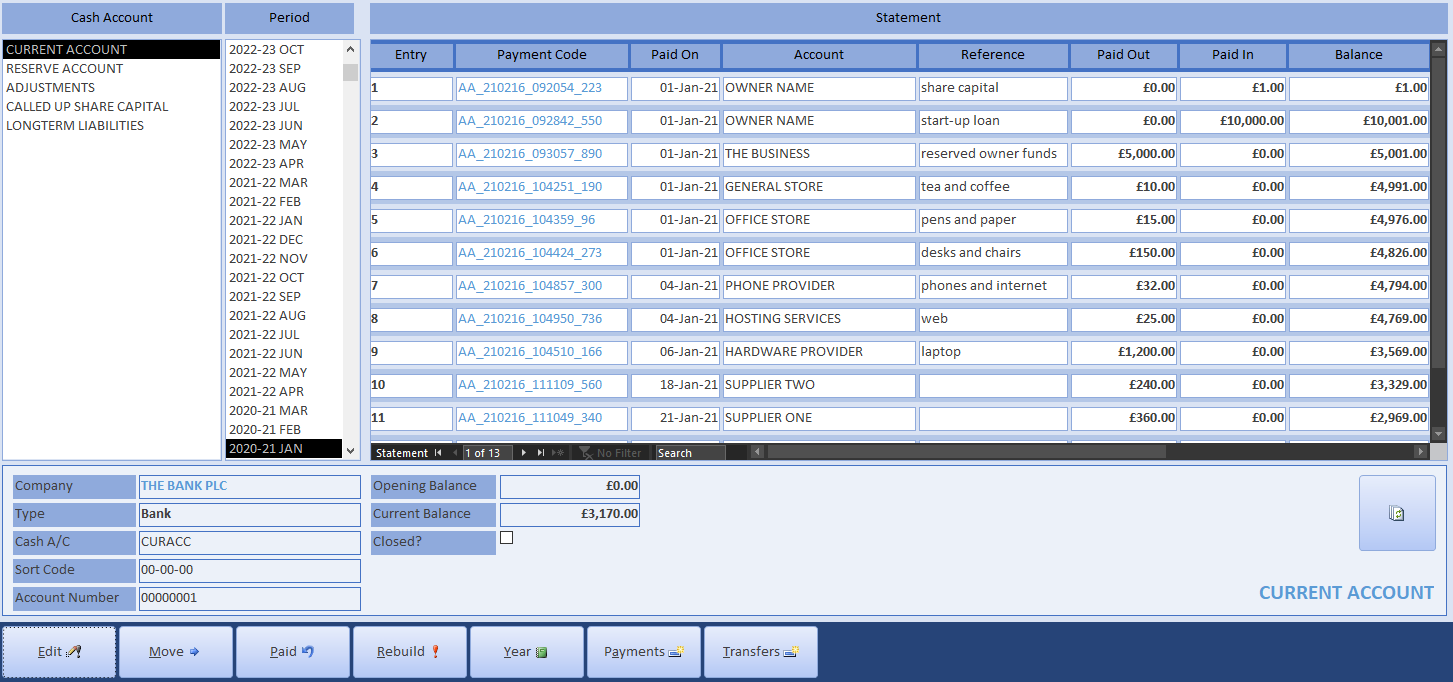 Cash Account
Period
Statement
CURRENT ACCOUNT
RESERVE ACCOUNT
ADJUSTMENTS
CALLED UP SHARE CAPITAL
LONGTERM LIABILITIES
2022-23 OCT
2022-23 SEP
2022-23 AUG
2022-23 JUL
2022-23 JUN
2022-23 MAY
2022-23 APR
2021-22 MAR
2021-22 FEB
2021-22 JAN
2021-22 DEC
2021-22 NOV
2021-22 OCT
2021-22 SEP
2021-22 AUG
2021-22 JUL
2021-22 JUN
2021-22 MAY
2021-22 APR
2020-21 MAR
2020-21 FEB
2020-21 JAN
Entry Payment Code Paid On Account Reference Paid Out Paid In Balance
1 AA_210216_092054_223 01-Jan-21 OWNER NAME share capital £0.00 £1.00 £1.00
2 AA_210216_092842_550 01-Jan-21 OWNER NAME start-up loan £0.00 £10,000.00 £10,001.00
3 AA_210216_093057_890 01-Jan-21 THE BUSINESS reserved owner funds £5,000.00 £0.00 £5,001.00
4 AA_210216_104251_190 01-Jan-21 GENERAL STORE tea and coffee £10.00 £0.00 £4,991.00
5 AA_210216_104359_96 01-Jan-21 OFFICE STORE pens and paper £15.00 £0.00 £4,976.00
6 AA_210216_104424_273 01-Jan-21 OFFICE STORE desks and chairs £150.00 £0.00 £4,826.00
7 AA_210216_104857_300 04-Jan-21 PHONE PROVIDER phones and internet £32.00 £0.00 £4,794.00
8 AA_210216_104950_736 04-Jan-21 HOSTING SERVICES web £25.00 £0.00 £4,769.00
9 AA_210216_104510_166 06-Jan-21 HARDWARE PROVIDER laptop £1,200.00 £0.00 £3,569.00
10 AA_210216_111109_560 18-Jan-21 SUPPLIER TWO £240.00 £0.00 £3,329.00
11 AA_210216_111049_340 21-Jan-21 SUPPLIER ONE £360.00 £0.00 £2,969.00
Statement 1 of 13 No Filter Search
Company THE BANK PLC
Type Bank
Cash A/C CURACC
Sort Code 00-00-00
Account Number 00000001
Opening Balance £0.00
Current Balance £3,170.00
Closed?
CURRENT ACCOUNT
Edit Move Paid Rebuild Year Payments Transfers